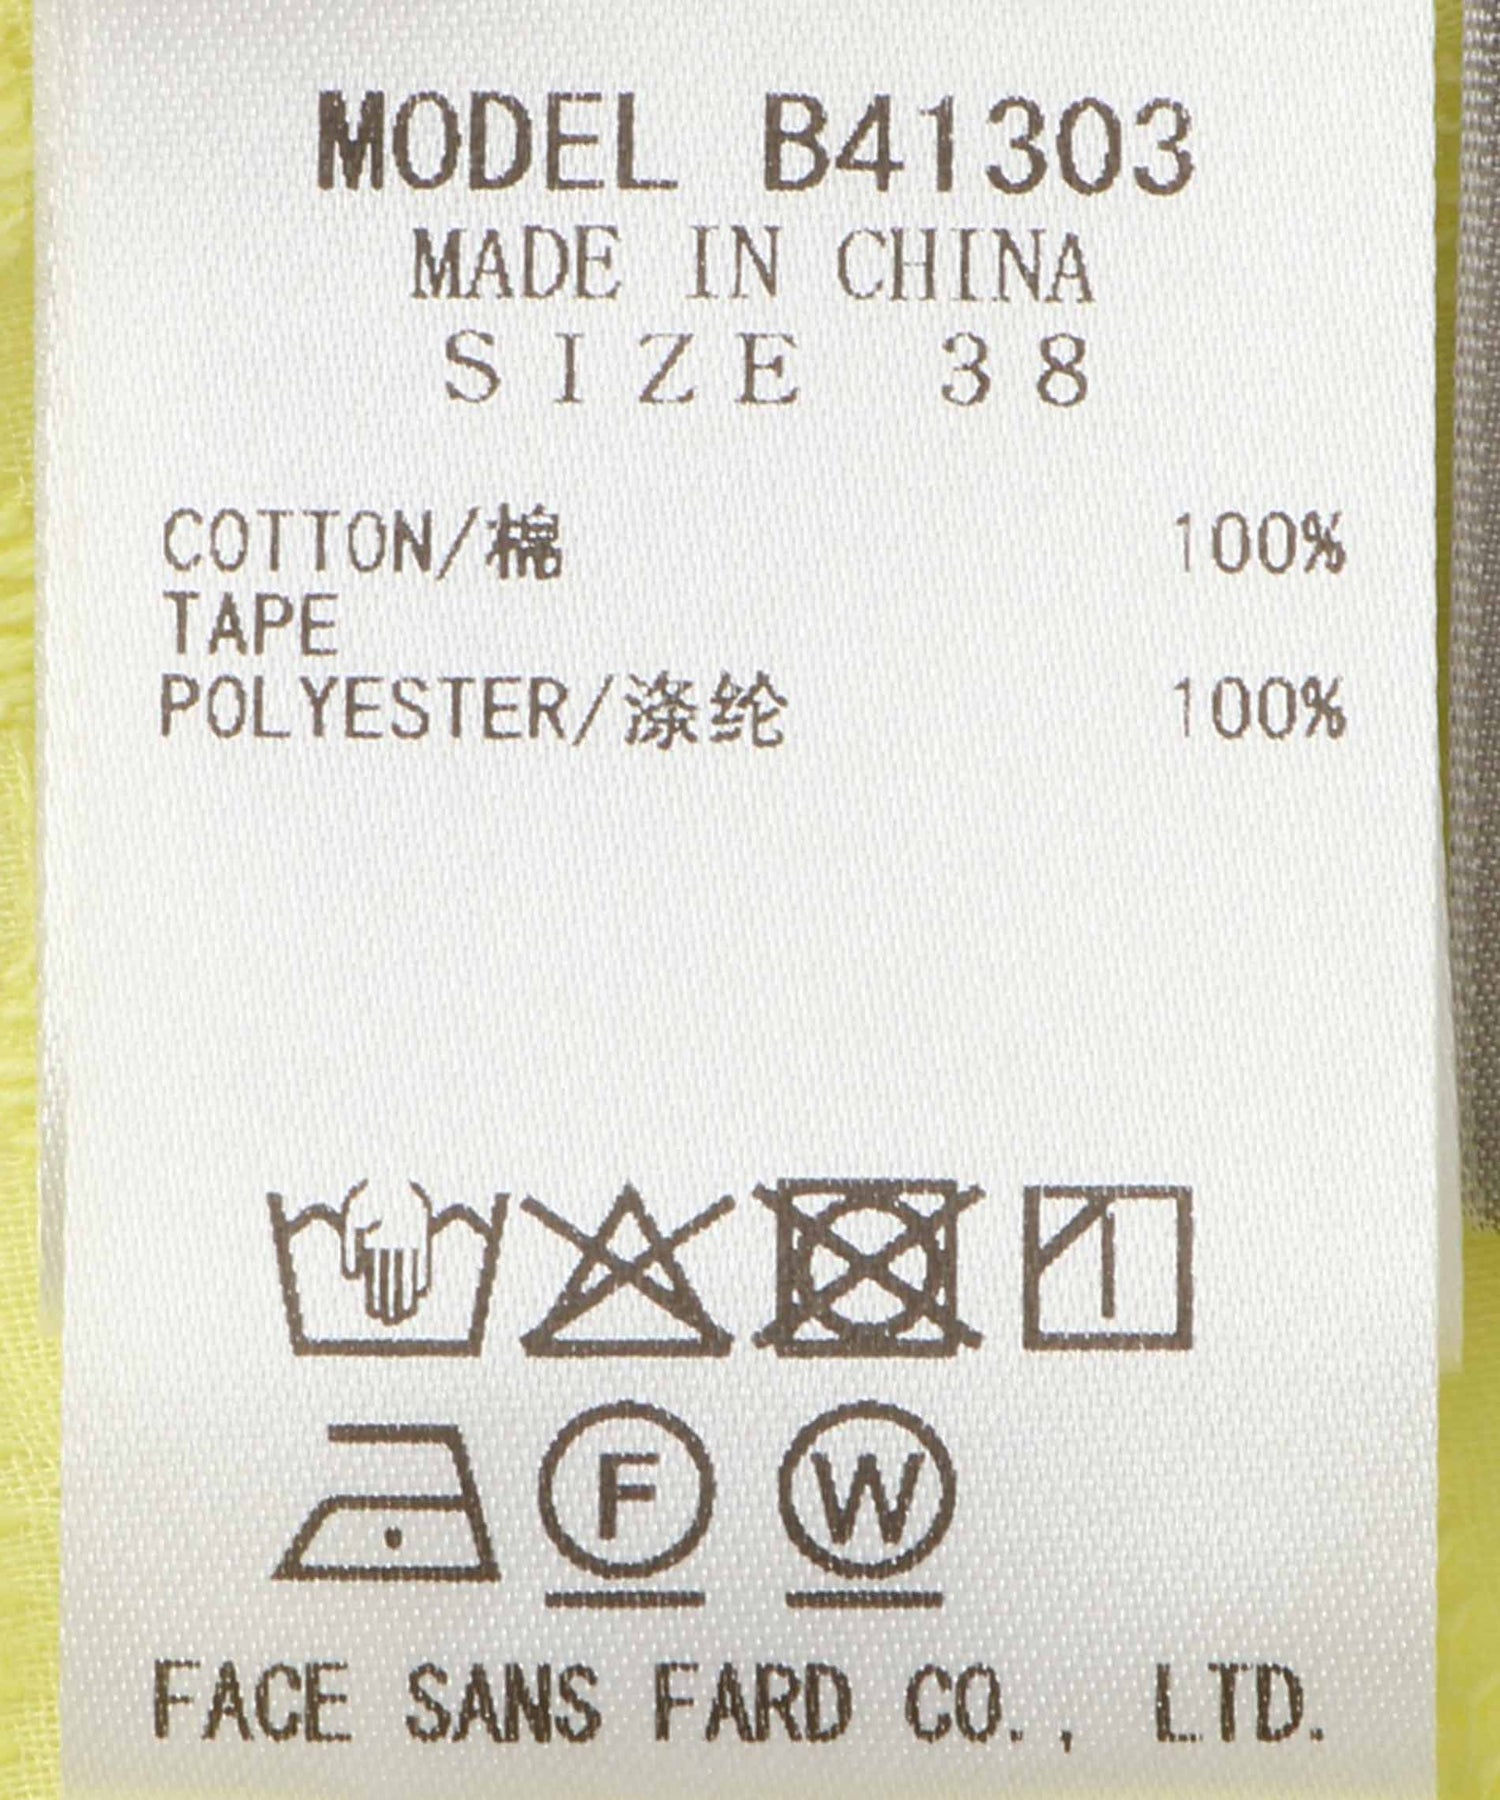 MODEL B41303
MADE IN CHINA
SIZE 38
COTTON/棉 100%
TAPE
POLYESTER/涤纶 100%
F W
FACE SANS FARD CO., LTD.